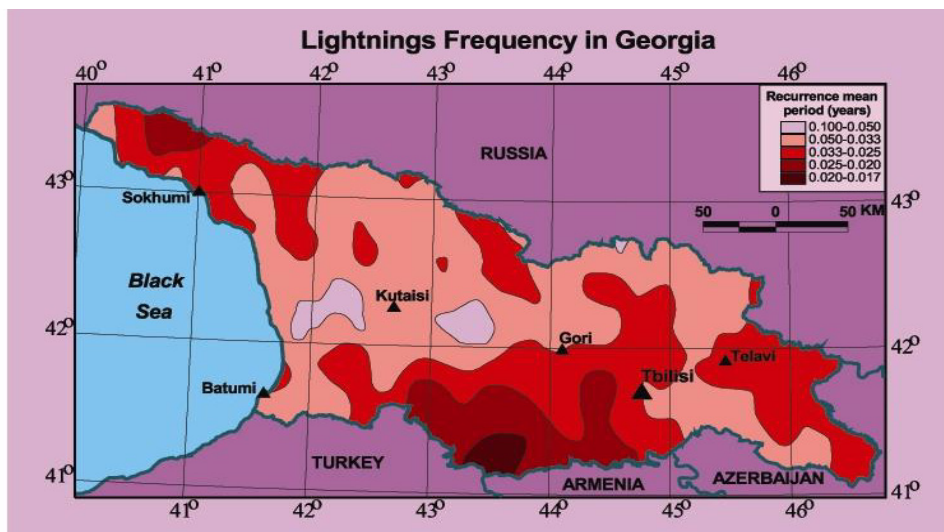 Lightnings Frequency in Georgia
40° 41° 42° 43° 44° 45° 46°
Recurrence mean
period (years)
0.100-0.050
0.050-0.033
0.033-0.025
0.025-0.020
0.020-0.017
RUSSIA
43° 43°
Sokhumi
50 0 50 KM
Black
Sea
Kutaisi
42° 42°
Gori
Telavi
Tbilisi
Batumi
TURKEY
ARMENIA
AZERBAIJAN
41° 41°
41° 42° 43° 44° 45° 46°